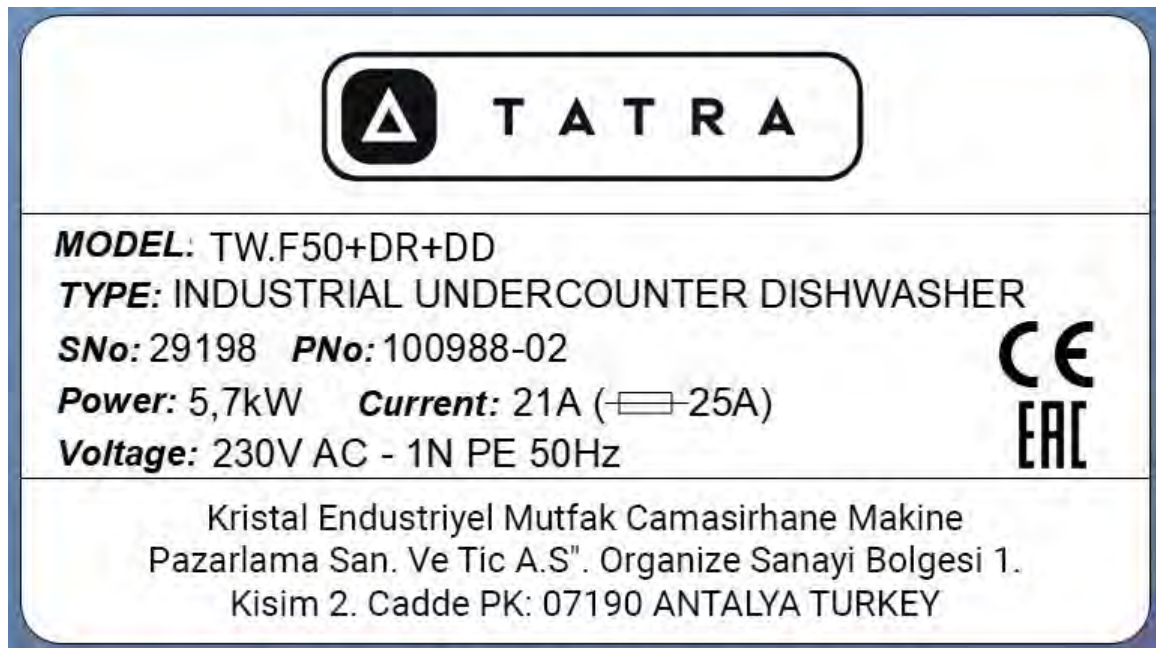 TATRA
MODEL: TW.F50+DR+DD
TYPE: INDUSTRIAL UNDERCOUNTER DISHWASHER
SNo: 29198 PNo: 100988-02
Power: 5,7kW Current: 21A (25A)
Voltage: 230V AC - 1N PE 50Hz
CE
EAC
Kristal Endustriyel Mutfak Camasirhane Makine
Pazarlama San. Ve Tic A.S". Organize Sanayi Bolgesi 1.
Kisim 2. Cadde PK: 07190 ANTALYA TURKEY